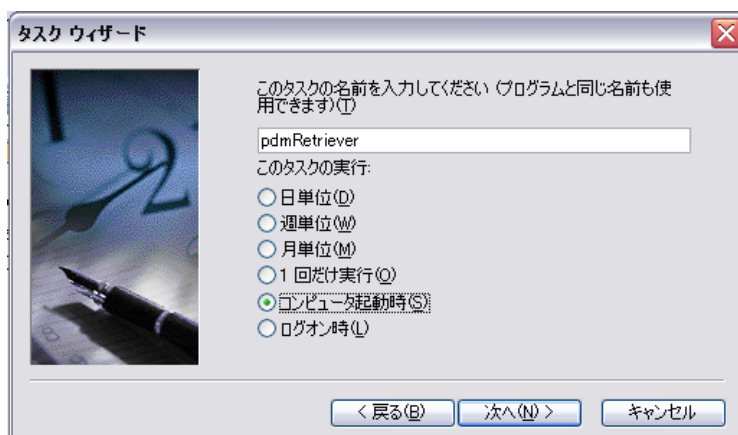 タスク ウィザード
このタスクの名前を入力してください (プログラムと同じ名前も使
用できます)(T)
pdmRetriever
このタスクの実行:
日単位(D)
週単位(W)
月単位(M)
1 回だけ実行(O)
コンピュータ起動時(S)
ログオン時(L)
< 戻る(B)
次へ(N) >
キャンセル